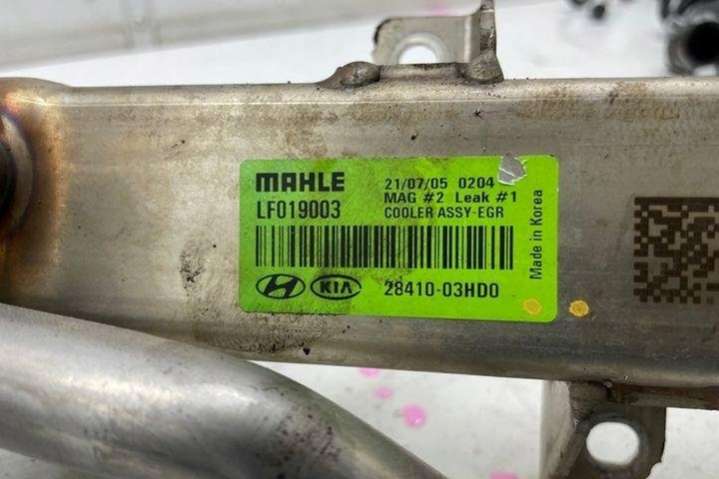 MAHLE
21/07/05 0204
MAG #2 Leak #1
LF019003
COOLER ASSY-EGR
Made in Korea
KIA
28410-03HD0